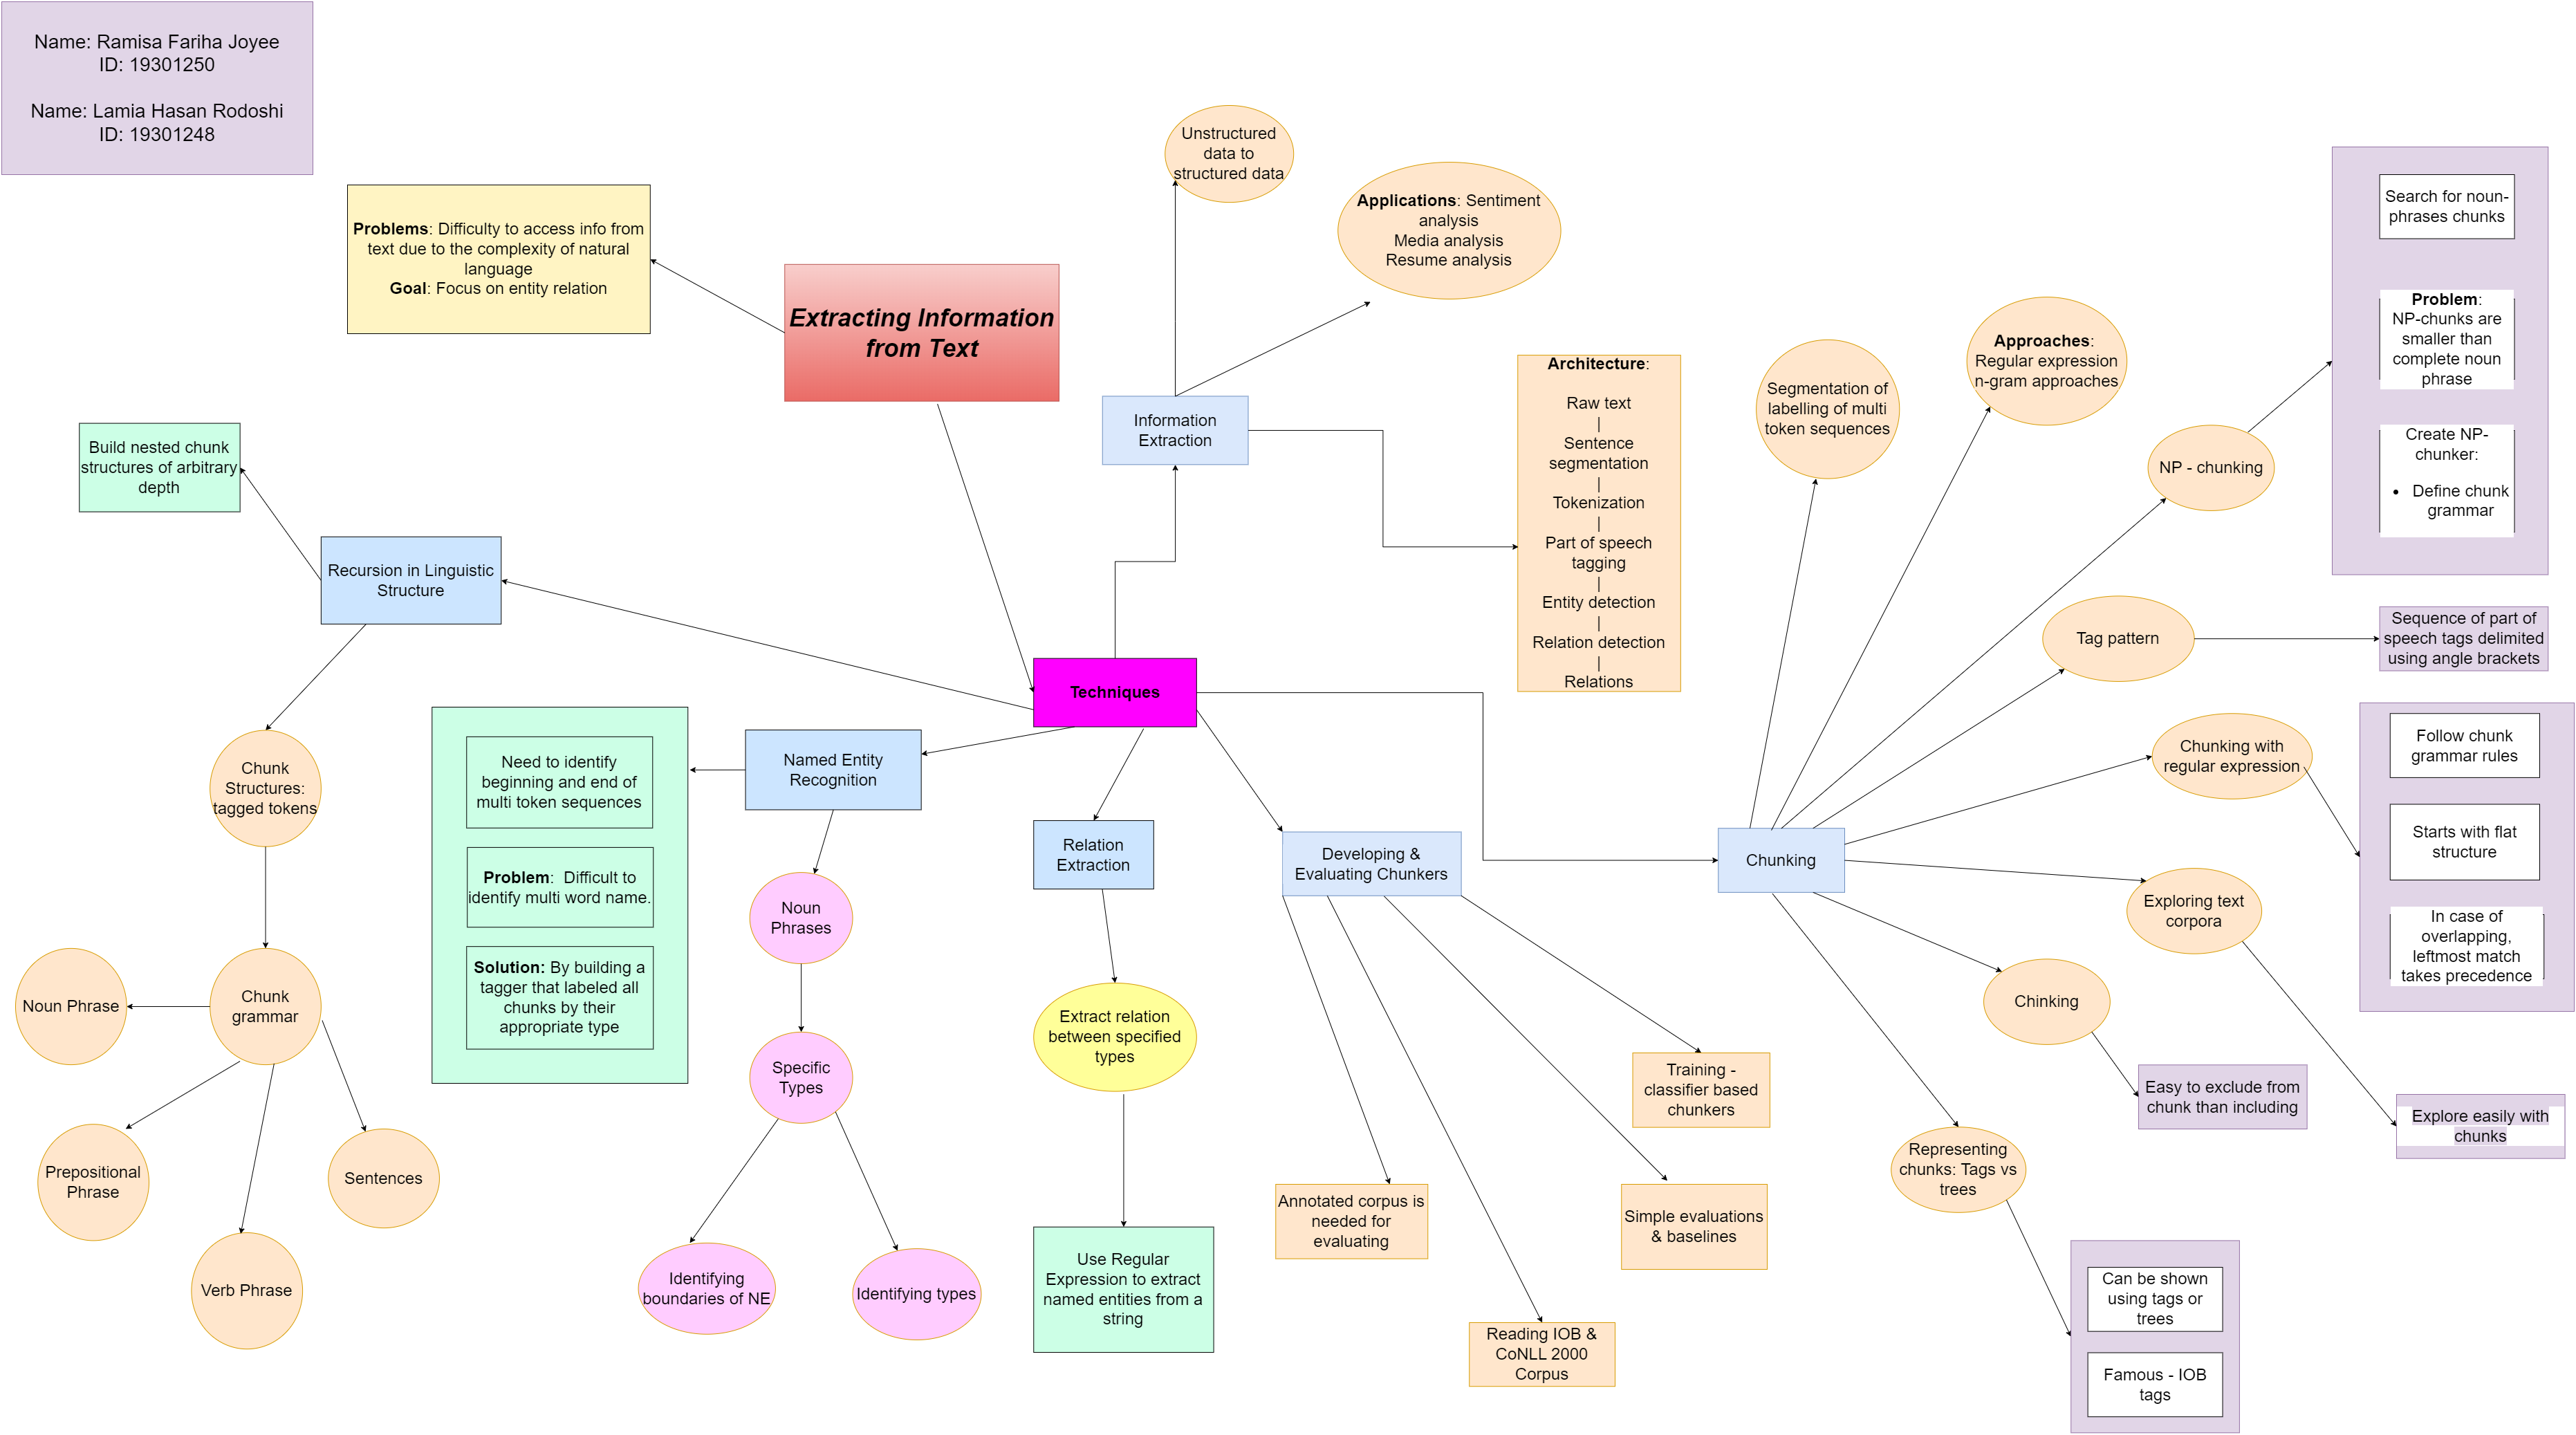 Name: Ramisa Fariha Joyee
ID: 19301250
Name: Lamia Hasan Rodoshi
ID: 19301248
Problems: Difficulty to access info from
text due to the complexity of natural
language
Goal: Focus on entity relation
Extracting Information
from Text
Unstructured
data to
structured data
Applications: Sentiment
analysis
Media analysis
Resume analysis
Information
Extraction
Architecture:
Raw text
|
Sentence
segmentation
|
Tokenization
|
Part of speech
tagging
|
Entity detection
|
Relation detection
|
Relations
Build nested chunk
structures of arbitrary
depth
Recursion in Linguistic
Structure
Chunk
Structures:
tagged tokens
Chunk
grammar
Noun Phrase
Prepositional
Phrase
Verb Phrase
Sentences
Techniques
Named Entity
Recognition
Need to identify
beginning and end of
multi token sequences
Problem:  Difficult to
identify multi word name.
Solution: By building a
tagger that labeled all
chunks by their
appropriate type
Noun
Phrases
Specific
Types
Identifying
boundaries of NE
Identifying types
Relation
Extraction
Extract relation
between specified
types
Use Regular
Expression to extract
named entities from a
string
Developing &
Evaluating Chunkers
Annotated corpus is
needed for
evaluating
Reading IOB &
CoNLL 2000
Corpus
Simple evaluations
& baselines
Training -
classifier based
chunkers
Chunking
Segmentation of
labelling of multi
token sequences
Approaches:
Regular expression
n-gram approaches
NP - chunking
Search for noun-
phrases chunks
Problem:
NP-chunks are
smaller than
complete noun
phrase
Create NP-
chunker:
• Define chunk
grammar
Tag pattern
Sequence of part of
speech tags delimited
using angle brackets
Chunking with
regular expression
Follow chunk
grammar rules
Starts with flat
structure
In case of
overlapping,
leftmost match
takes precedence
Exploring text
corpora
Explore easily with
chunks
Chinking
Easy to exclude from
chunk than including
Representing
chunks: Tags vs
trees
Can be shown
using tags or
trees
Famous - IOB
tags